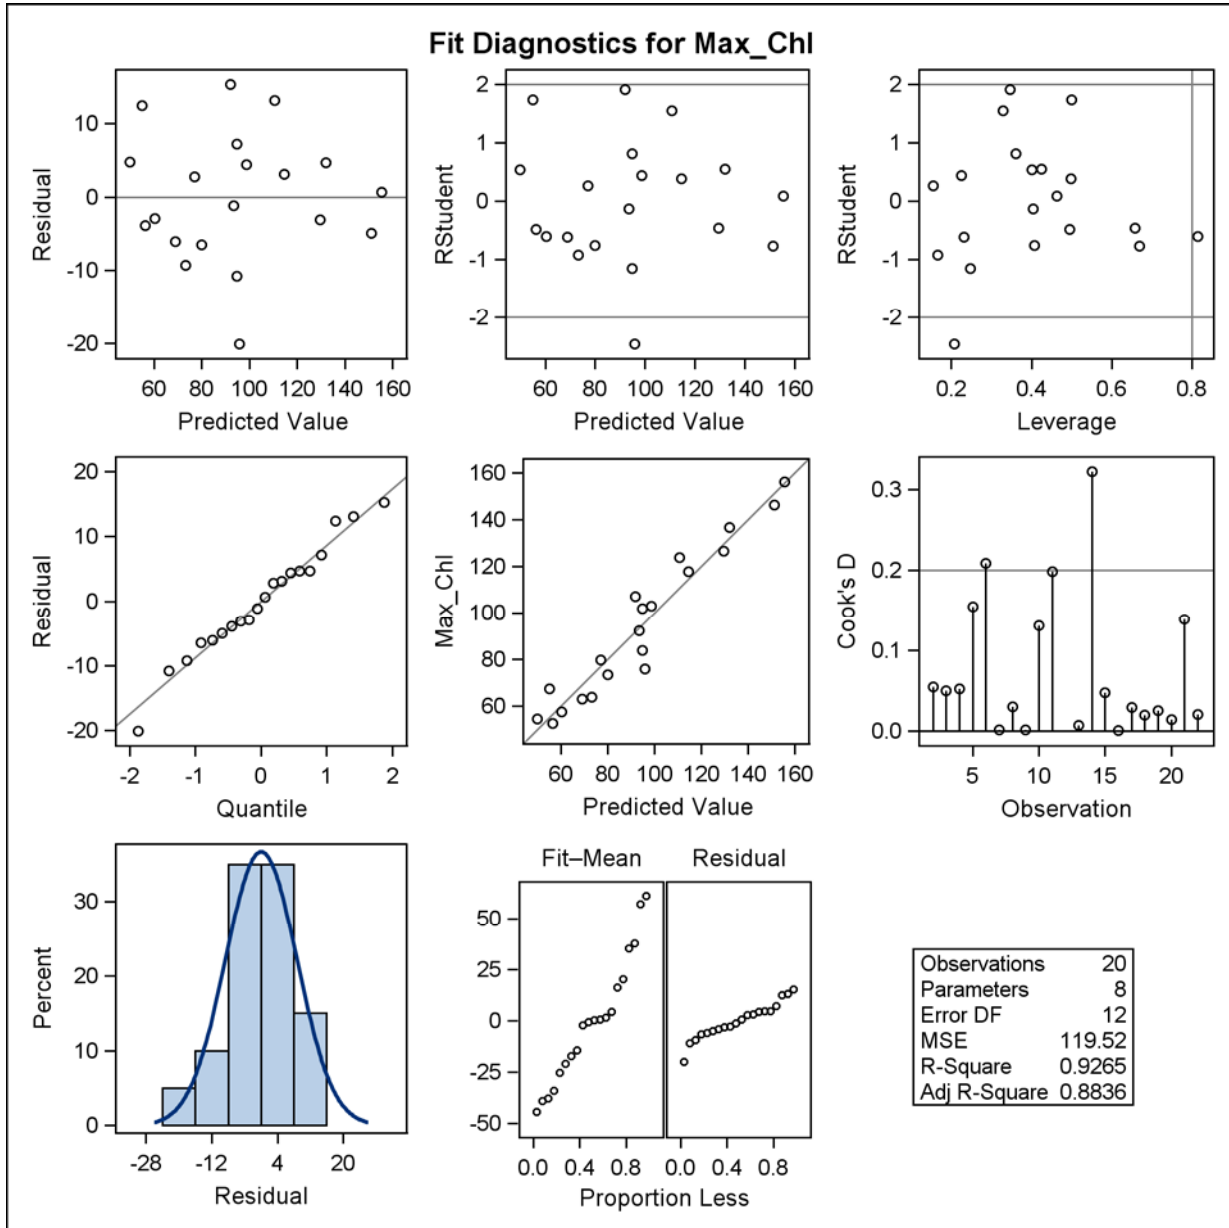 Fit Diagnostics for Max_Chl
10
0
-10
-20
Residual
60 80 100 120 140 160
Predicted Value
2
1
0
-1
-2
RStudent
60 80 100 120 140 160
Predicted Value
2
1
0
-1
-2
RStudent
0.2 0.4 0.6 0.8
Leverage
20
10
0
-10
-20
Residual
-2 -1 0 1 2
Quantile
160
140
120
100
80
60
Max_Chl
60 80 100 120 140 160
Predicted Value
0.3
0.2
0.1
0.0
Cook's D
5 10 15 20
Observation
30
20
10
0
Percent
-28 -12 4 20
Residual
Fit–Mean Residual
50
25
0
-25
-50
0.0 0.4 0.8 0.0 0.4 0.8
Proportion Less
Observations 20
Parameters 8
Error DF 12
MSE 119.52
R-Square 0.9265
Adj R-Square 0.8836